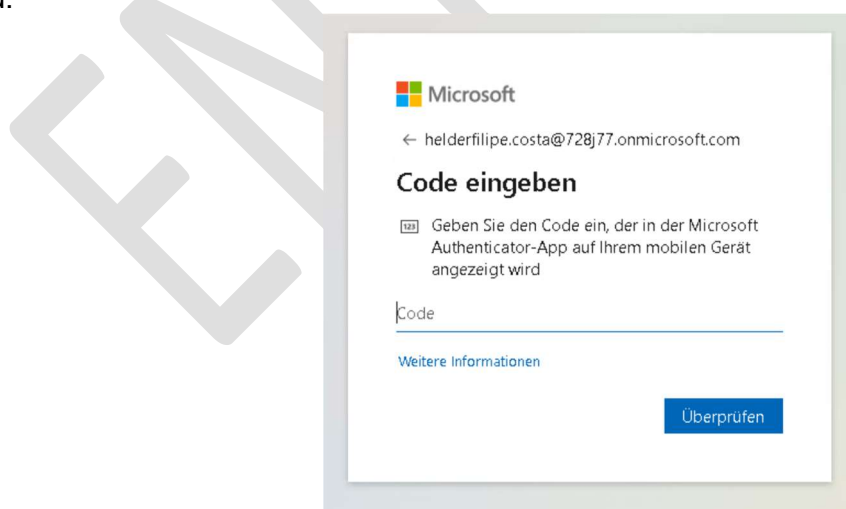 Microsoft
← helderfilipe.costa@728j77.onmicrosoft.com
Code eingeben
123 Geben Sie den Code ein, der in der Microsoft
Authenticator-App auf Ihrem mobilen Gerät
angezeigt wird
Code
Weitere Informationen
Überprüfen